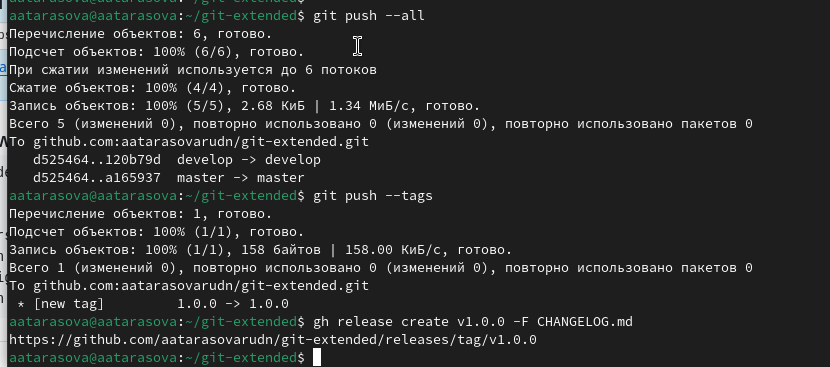 aatarasova@aatarasova:~/git-extended$ git push --all
Перечисление объектов: 6, готово.
Подсчет объектов: 100% (6/6), готово.
При сжатии изменений используется до 6 потоков
Сжатие объектов: 100% (4/4), готово.
Запись объектов: 100% (5/5), 2.68 КиБ | 1.34 МиБ/с, готово.
Всего 5 (изменений 0), повторно использовано 0 (изменений 0), повторно использовано пакетов 0
To github.com:aatarasovarudn/git-extended.git
   d525464..120b79d  develop -> develop
   d525464..a165937  master -> master
aatarasova@aatarasova:~/git-extended$ git push --tags
Перечисление объектов: 1, готово.
Подсчет объектов: 100% (1/1), готово.
Запись объектов: 100% (1/1), 158 байтов | 158.00 КиБ/с, готово.
Всего 1 (изменений 0), повторно использовано 0 (изменений 0), повторно использовано пакетов 0
To github.com:aatarasovarudn/git-extended.git
 * [new tag]         1.0.0 -> 1.0.0
aatarasova@aatarasova:~/git-extended$ gh release create v1.0.0 -F CHANGELOG.md
https://github.com/aatarasovarudn/git-extended/releases/tag/v1.0.0
aatarasova@aatarasova:~/git-extended$